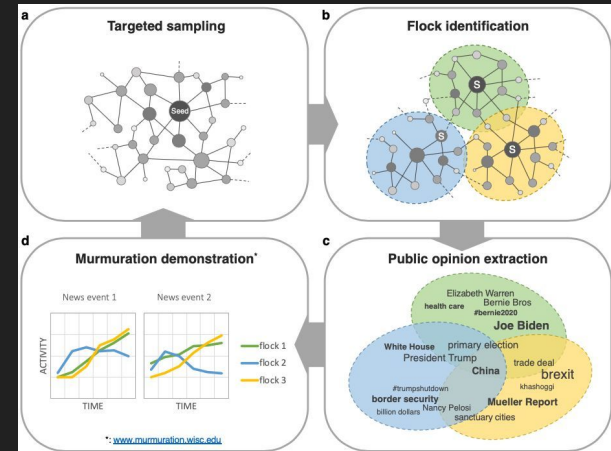 a
Targeted sampling
Seed
b
Flock identification
S
S
S
d
Murmuration demonstration*
News event 1
News event 2
ACTIVITY
TIME
TIME
flock 1
flock 2
flock 3
*: www.murmuration.wisc.edu
c
Public opinion extraction
Elizabeth Warren
health care
Bernie Bros
#bernie2020
Joe Biden
White House
primary election
President Trump
China
trade deal
brexit
khashoggi
#trumpshutdown
border security
Mueller Report
billion dollars
Nancy Pelosi
sanctuary cities